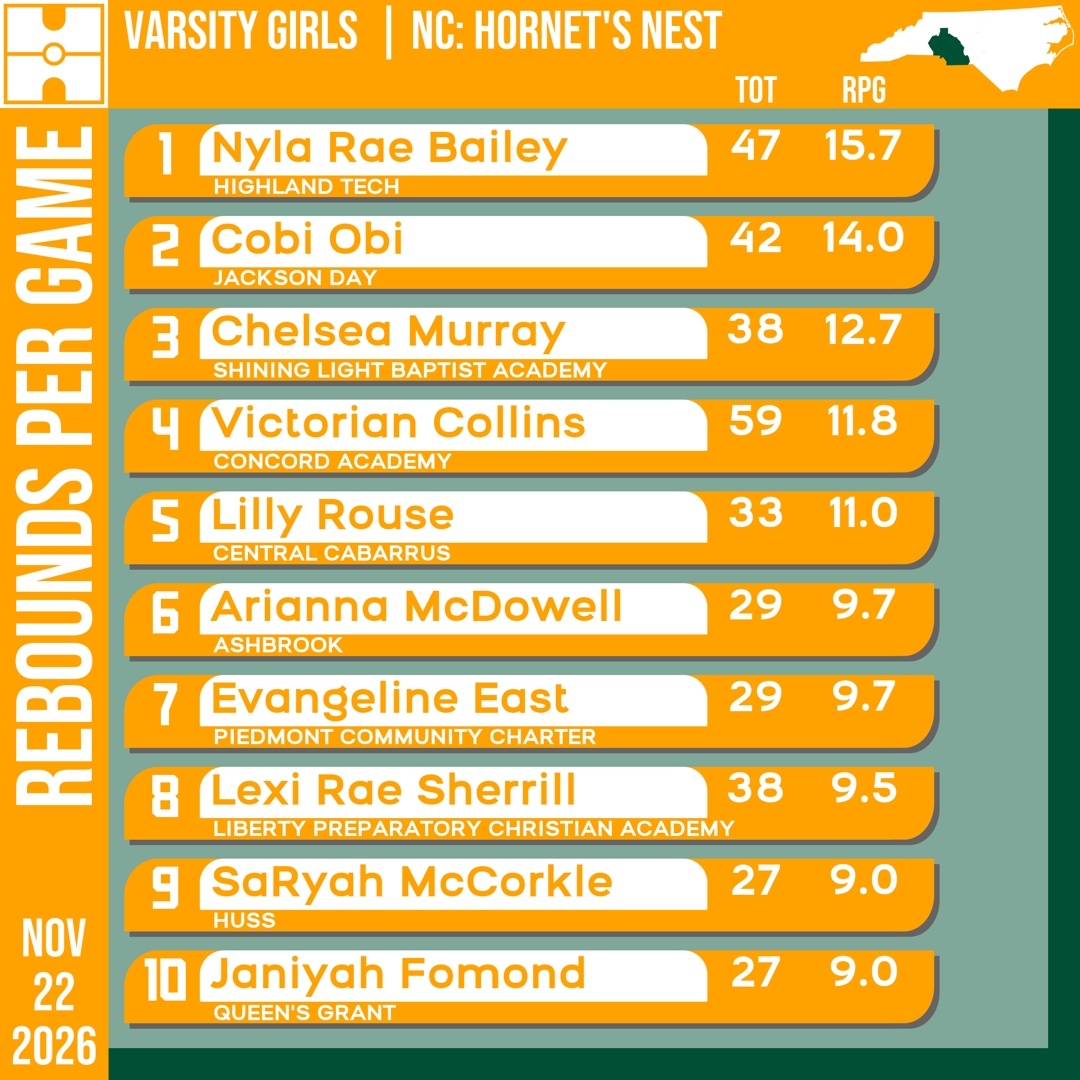 VARSITY GIRLS | NC: HORNET'S NEST
TOT RPG
REBOUNDS PER GAME
1 Nyla Rae Bailey 47 15.7
HIGHLAND TECH
2 Cobi Obi 42 14.0
JACKSON DAY
3 Chelsea Murray 38 12.7
SHINING LIGHT BAPTIST ACADEMY
4 Victorian Collins 59 11.8
CONCORD ACADEMY
5 Lilly Rouse 33 11.0
CENTRAL CABARRUS
6 Arianna McDowell 29 9.7
ASHBROOK
7 Evangeline East 29 9.7
PIEDMONT COMMUNITY CHARTER
8 Lexi Rae Sherrill 38 9.5
LIBERTY PREPARATORY CHRISTIAN ACADEMY
9 SaRyah McCorkle 27 9.0
HUSS
10 Janiyah Fomond 27 9.0
QUEEN'S GRANT
NOV
22
2026